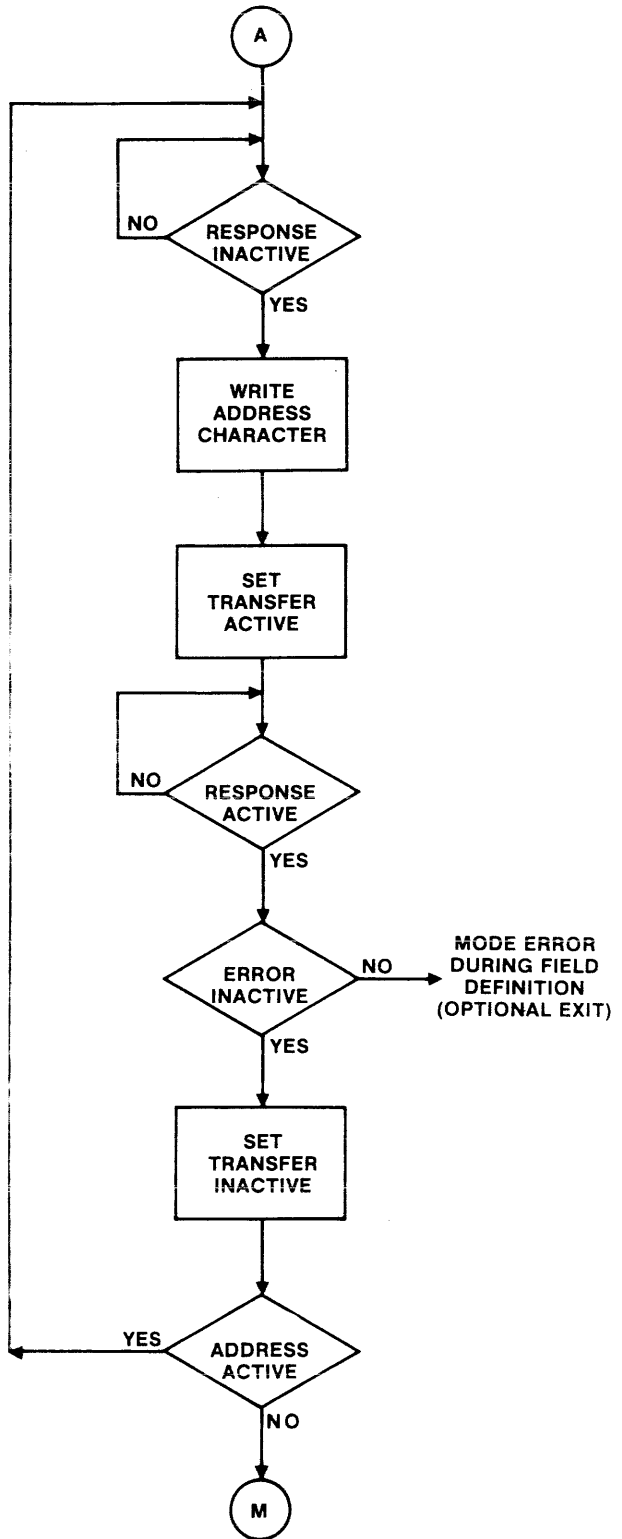 A
NO
RESPONSE
INACTIVE
YES
WRITE
ADDRESS
CHARACTER
SET
TRANSFER
ACTIVE
NO
RESPONSE
ACTIVE
YES
ERROR
INACTIVE
NO
MODE ERROR
DURING FIELD
DEFINITION
(OPTIONAL EXIT)
YES
SET
TRANSFER
INACTIVE
YES
ADDRESS
ACTIVE
NO
M